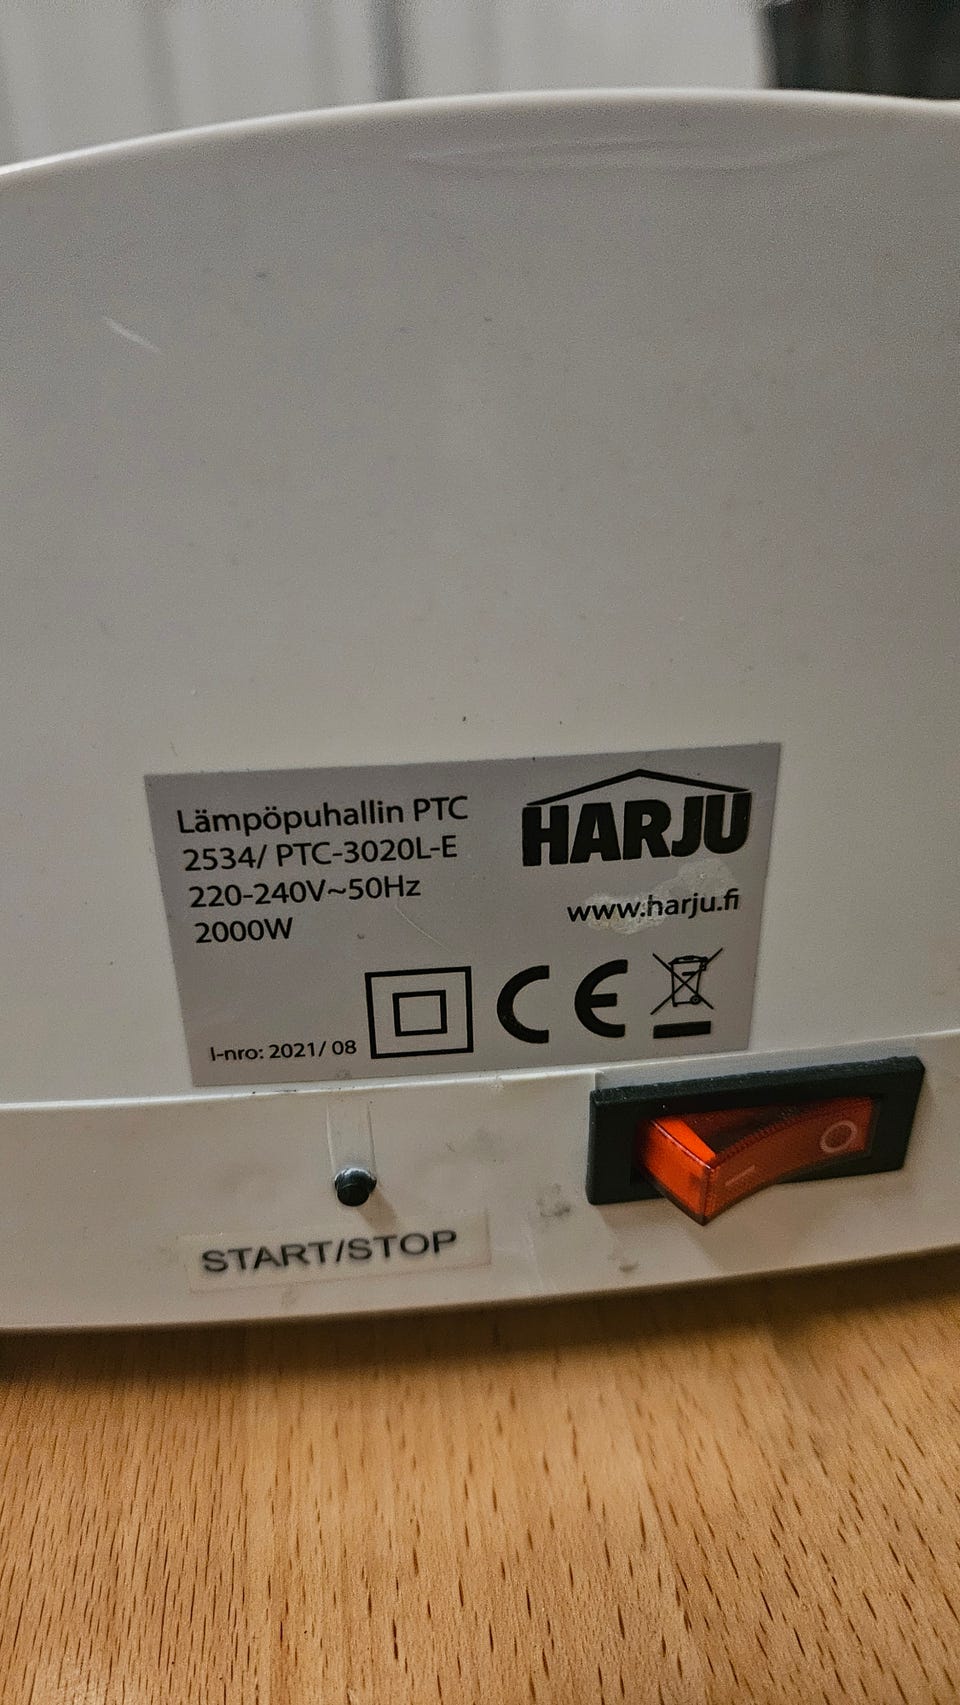 Lämpöpuhallin PTC
2534/ PTC-3020L-E
220-240V~50Hz
2000W
HARJU
www.harju.fi
I-nro: 2021/ 08
CE
START/STOP